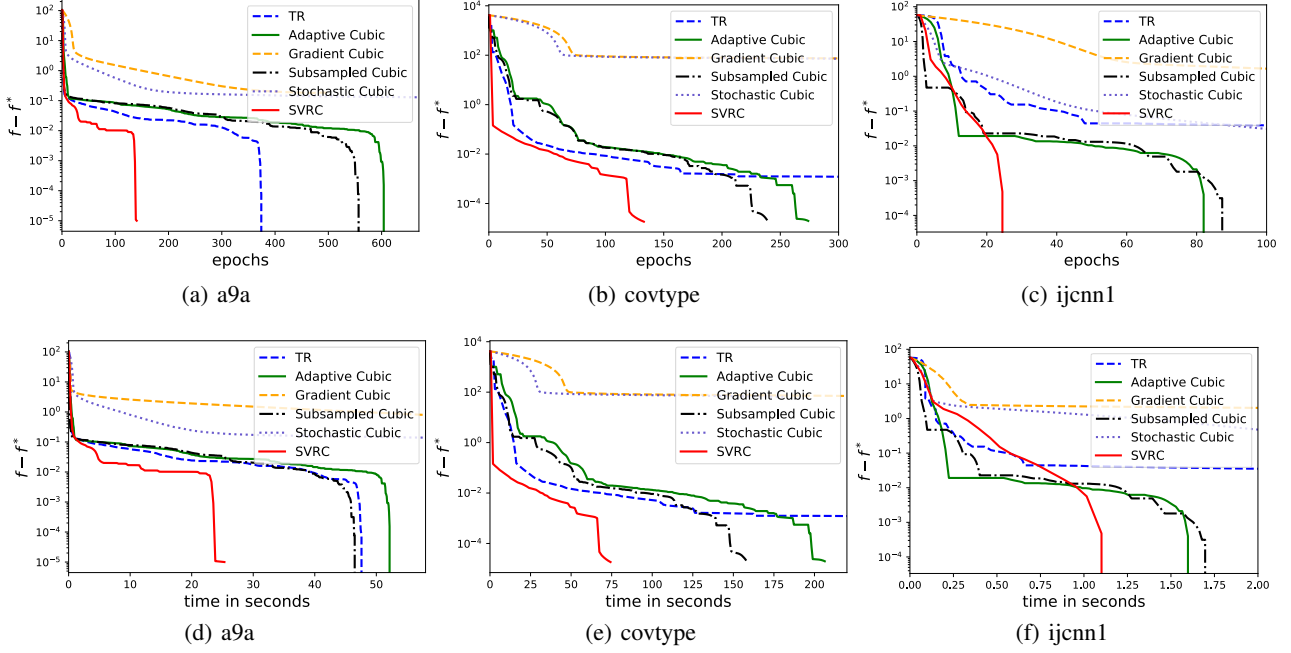 f − f*
10²
10¹
10⁰
10⁻¹
10⁻²
10⁻³
10⁻⁴
10⁻⁵
TR
Adaptive Cubic
Gradient Cubic
Subsampled Cubic
Stochastic Cubic
SVRC
0 100 200 300 400 500 600
epochs
(a) a9a
f − f*
10⁴
10²
10⁰
10⁻²
10⁻⁴
TR
Adaptive Cubic
Gradient Cubic
Subsampled Cubic
Stochastic Cubic
SVRC
0 50 100 150 200 250 300
epochs
(b) covtype
f − f*
10²
10¹
10⁰
10⁻¹
10⁻²
10⁻³
10⁻⁴
TR
Adaptive Cubic
Gradient Cubic
Subsampled Cubic
Stochastic Cubic
SVRC
0 20 40 60 80 100
epochs
(c) ijcnn1
f − f*
10²
10¹
10⁰
10⁻¹
10⁻²
10⁻³
10⁻⁴
10⁻⁵
TR
Adaptive Cubic
Gradient Cubic
Subsampled Cubic
Stochastic Cubic
SVRC
0 10 20 30 40 50
time in seconds
(d) a9a
f − f*
10⁴
10²
10⁰
10⁻²
10⁻⁴
TR
Adaptive Cubic
Gradient Cubic
Subsampled Cubic
Stochastic Cubic
SVRC
0 25 50 75 100 125 150 175 200
time in seconds
(e) covtype
f − f*
10²
10¹
10⁰
10⁻¹
10⁻²
10⁻³
10⁻⁴
TR
Adaptive Cubic
Gradient Cubic
Subsampled Cubic
Stochastic Cubic
SVRC
0.00 0.25 0.50 0.75 1.00 1.25 1.50 1.75 2.00
time in seconds
(f) ijcnn1